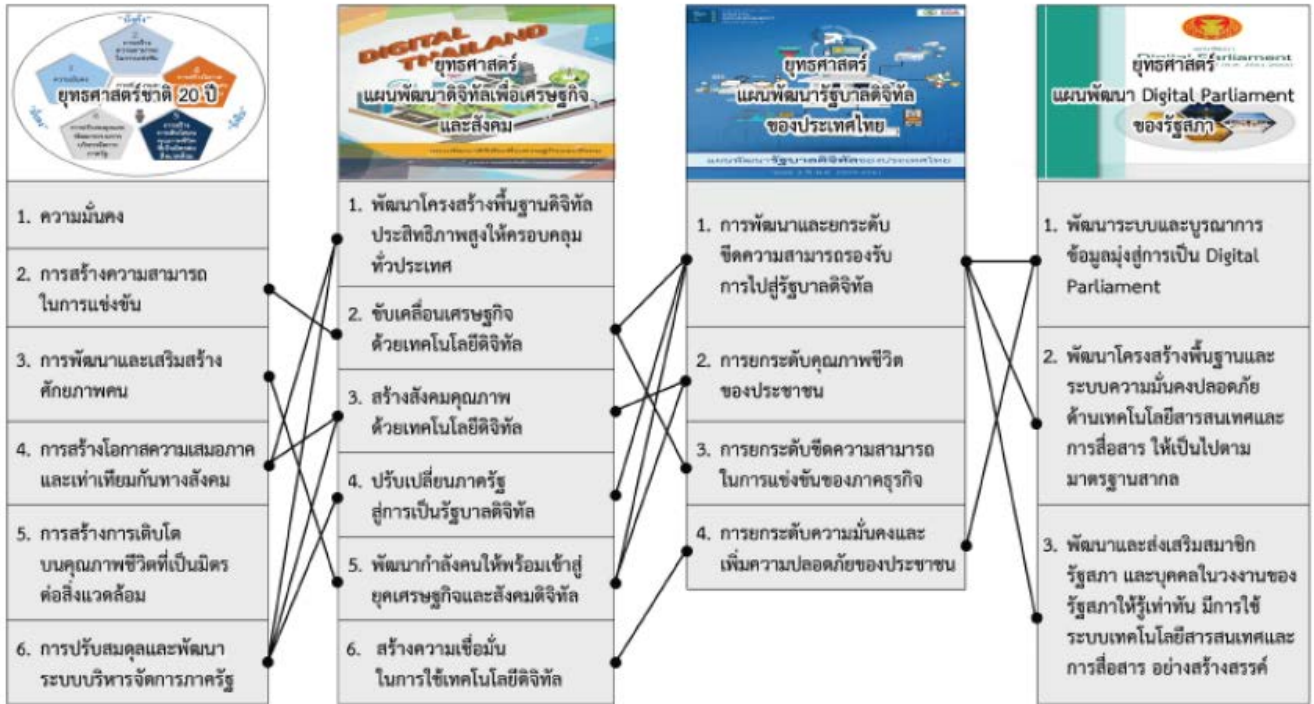 ยุทธศาสตร์ชาติ 20 ปี
1. ความมั่นคง
2. การสร้างความสามารถ
ในการแข่งขัน
3. การพัฒนาและเสริมสร้าง
ศักยภาพคน
4. การสร้างโอกาสความเสมอภาค
และเท่าเทียมกันทางสังคม
5. การสร้างการเติบโต
บนคุณภาพชีวิตที่เป็นมิตร
ต่อสิ่งแวดล้อม
6. การปรับสมดุลและพัฒนา
ระบบบริหารจัดการภาครัฐ
DIGITAL
THAILAND
ยุทธศาสตร์
แผนพัฒนาดิจิทัลเพื่อเศรษฐกิจ
และสังคม
1. พัฒนาโครงสร้างพื้นฐานดิจิทัล
ประสิทธิภาพสูงให้ครอบคลุม
ทั่วประเทศ
2. ขับเคลื่อนเศรษฐกิจ
ด้วยเทคโนโลยีดิจิทัล
3. สร้างสังคมคุณภาพ
ด้วยเทคโนโลยีดิจิทัล
4. ปรับเปลี่ยนภาครัฐ
สู่การเป็นรัฐบาลดิจิทัล
5. พัฒนากำลังคนให้พร้อมเข้าสู่
ยุคเศรษฐกิจและสังคมดิจิทัล
6. สร้างความเชื่อมั่น
ในการใช้เทคโนโลยีดิจิทัล
ยุทธศาสตร์
แผนพัฒนารัฐบาลดิจิทัล
ของประเทศไทย
แผนพัฒนารัฐบาลดิจิทัลของประเทศไทย
1. การพัฒนาและยกระดับ
ขีดความสามารถรองรับ
การไปสู่รัฐบาลดิจิทัล
2. การยกระดับคุณภาพชีวิต
ของประชาชน
3. การยกระดับขีดความสามารถ
ในการแข่งขันของภาคธุรกิจ
4. การยกระดับความมั่นคงและ
เพิ่มความปลอดภัยของประชาชน
ยุทธศาสตร์
แผนพัฒนา Digital Parliament
ของรัฐสภา
1. พัฒนาระบบและบูรณาการ
ข้อมูลมุ่งสู่การเป็น Digital
Parliament
2. พัฒนาโครงสร้างพื้นฐานและ
ระบบความมั่นคงปลอดภัย
ด้านเทคโนโลยีสารสนเทศและ
การสื่อสาร ให้เป็นไปตาม
มาตรฐานสากล
3. พัฒนาและส่งเสริมสมาชิก
รัฐสภา และบุคคลในวงงานของ
รัฐสภาให้รู้เท่าทัน มีการใช้
ระบบเทคโนโลยีสารสนเทศและ
การสื่อสาร อย่างสร้างสรรค์